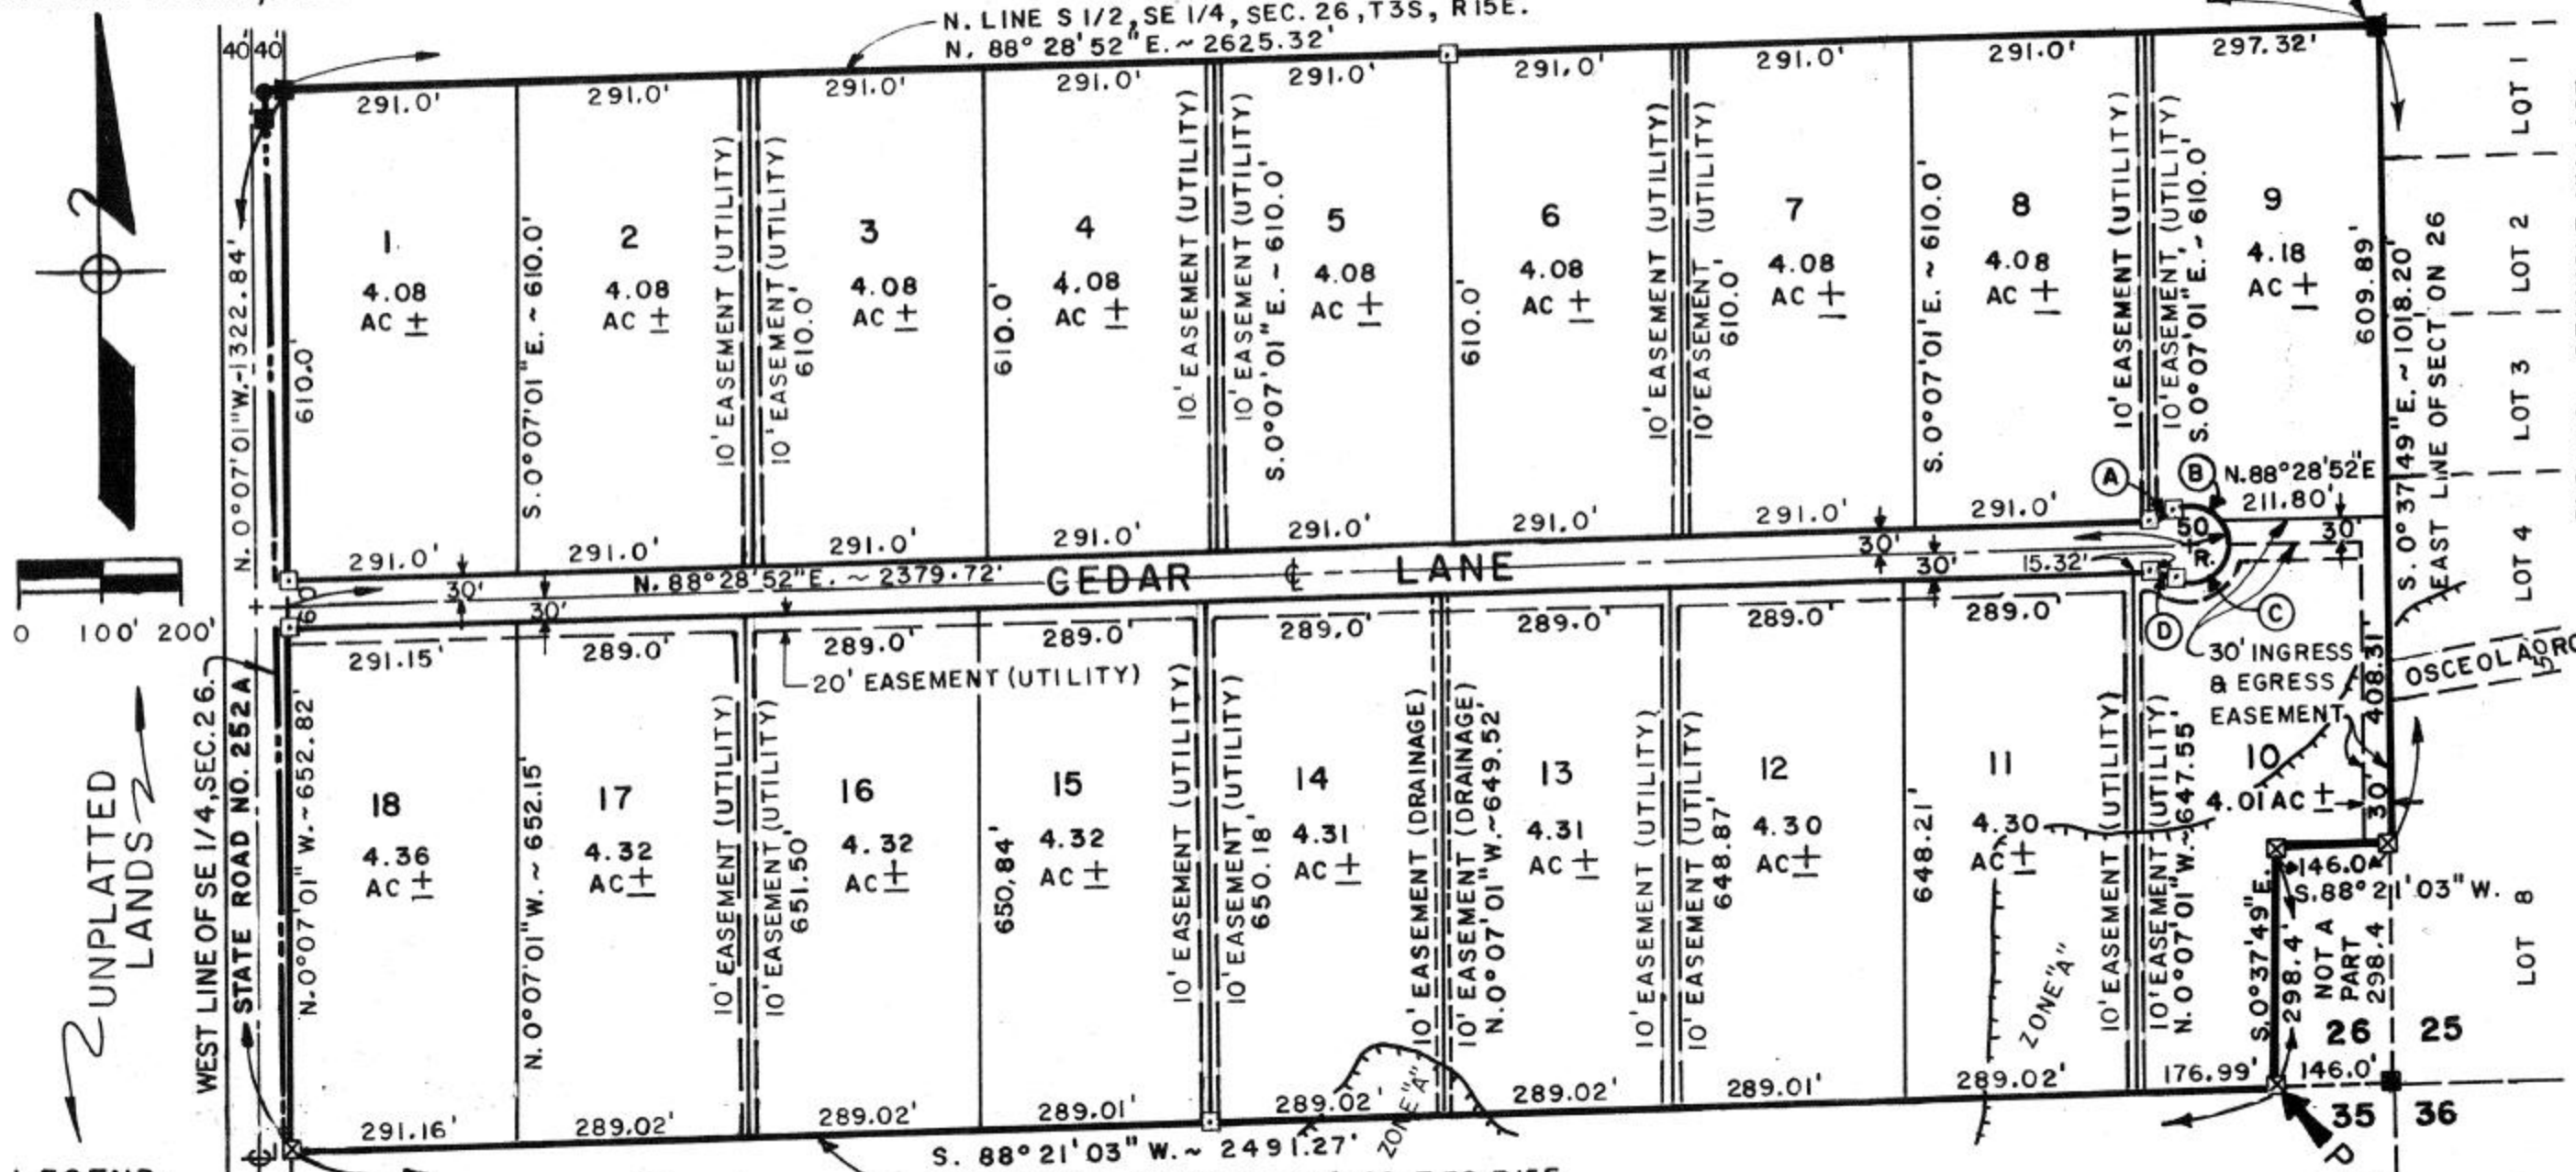 N. LINE S 1/2, SE 1/4, SEC. 26, T3S, R15E.
N. 88° 28' 52" E. ~ 2625.32'
40' 40'
291.0'
291.0'
291.0'
291.0'
291.0'
291.0'
291.0'
291.0'
297.32'
LOT 1
LOT 2
LOT 3
LOT 4
N. 0° 07' 01" W. - 1322.84'
610.0'
1
4.08
AC ±
S. 0° 07' 01" E. ~ 610.0'
2
4.08
AC ±
10' EASEMENT (UTILITY)
10' EASEMENT (UTILITY)
610.0'
3
4.08
AC ±
610.0'
4
4.08
AC ±
10' EASEMENT (UTILITY)
10' EASEMENT (UTILITY)
S. 0° 07' 01" E. ~ 610.0'
5
4.08
AC ±
610.0'
6
4.08
AC ±
10' EASEMENT (UTILITY)
10' EASEMENT (UTILITY)
610.0'
7
4.08
AC ±
S. 0° 07' 01" E. ~ 610.0'
8
4.08
AC ±
10' EASEMENT (UTILITY)
10' EASEMENT (UTILITY)
S. 0° 07' 01" E. ~ 610.0'
9
4.18
AC ±
609.89'
S. 0° 37' 49" E. ~ 1018.20'
EAST LINE OF SECTION 26
A
B
N. 88° 28' 52" E
211.80'
50'
R.
30'
291.0'
291.0'
291.0'
291.0'
291.0'
291.0'
291.0'
291.0'
30'
30'
N. 88° 28' 52" E. ~ 2379.72'
CEDAR ℄ LANE
30'
30'
15.32'
60'
D
C
0 100' 200'
291.15'
289.0'
289.0'
289.0'
289.0'
289.0'
289.0'
289.0'
20' EASEMENT (UTILITY)
30' INGRESS
& EGRESS
EASEMENT
408.31'
OSCEOLA
50
UNPLATTED
LANDS
WEST LINE OF SE 1/4, SEC. 26.
STATE ROAD NO. 252 A
N. 0° 07' 01" W. ~ 652.82'
18
4.36
AC ±
N. 0° 07' 01" W. ~ 652.15'
17
4.32
AC ±
10' EASEMENT (UTILITY)
10' EASEMENT (UTILITY)
651.50'
16
4.32
AC ±
650.84'
15
4.32
AC ±
10' EASEMENT (UTILITY)
10' EASEMENT (UTILITY)
650.18'
14
4.31
AC ±
10' EASEMENT (DRAINAGE)
10' EASEMENT (DRAINAGE)
N. 0° 07' 01" W. ~ 649.52'
13
4.31
AC ±
10' EASEMENT (UTILITY)
10' EASEMENT (UTILITY)
648.87'
12
4.30
AC ±
648.21'
11
4.30
AC ±
ZONE "A"
10' EASEMENT (UTILITY)
10' EASEMENT (UTILITY)
N. 0° 07' 01" W. ~ 647.55'
10
4.01 AC ±
30'
146.0'
S. 88° 21' 03" W.
S. 0° 37' 49" E.
298.4'
NOT A
PART
298.4
LOT 8
26 25
291.16'
289.02'
289.02'
289.01'
289.02'
ZONE "A"
289.02'
289.01'
289.02'
176.99'
146.0'
35 36
S. 88° 21' 03" W. ~ 2491.27'
℄
P